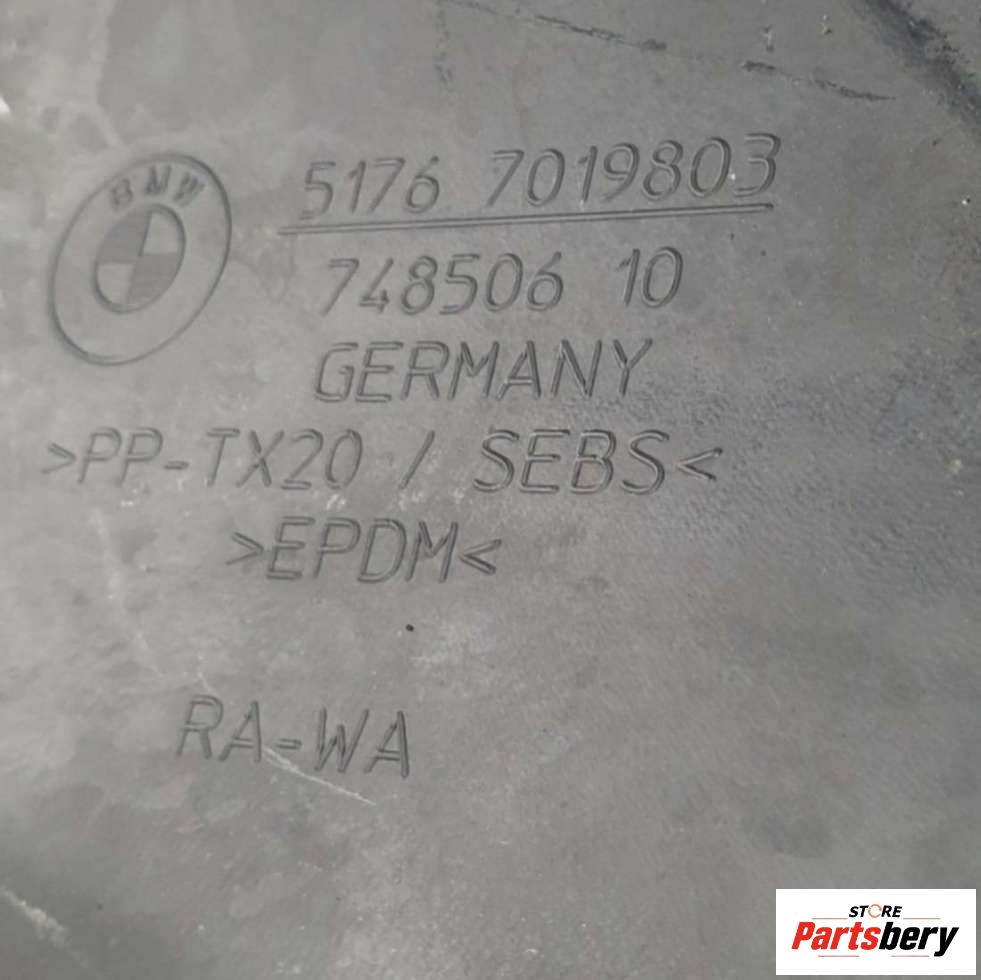 BMW
5176 7019803
748506 10
GERMANY
>PP-TX20 / SEBS<
>EPDM<
RA-WA
STORE
Partsbery